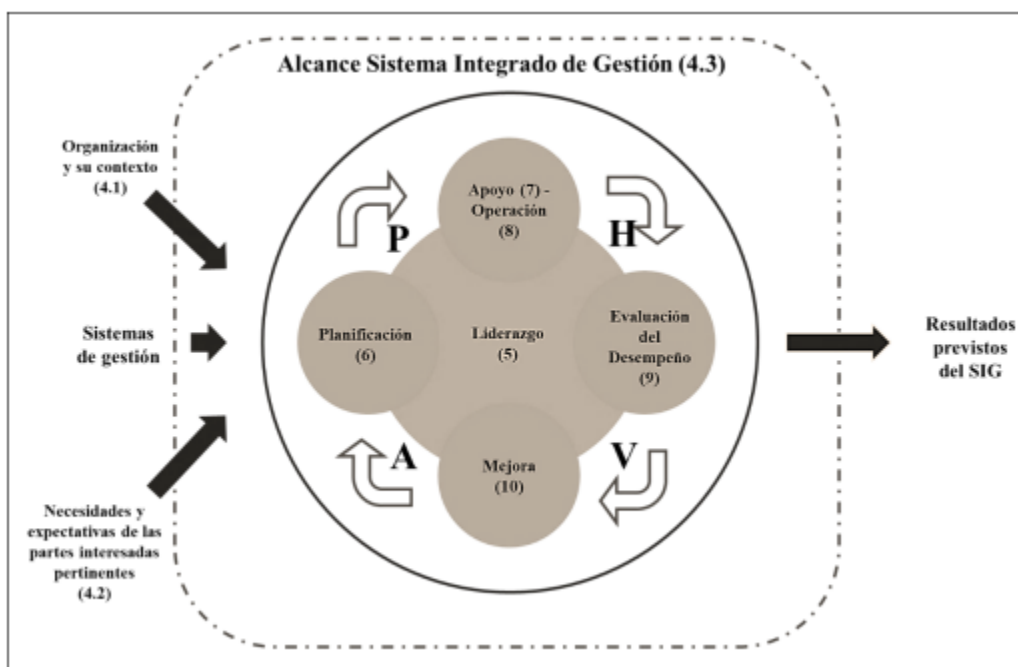 Alcance Sistema Integrado de Gestión (4.3)
Organización
y su contexto
(4.1)
Sistemas
de gestión
Necesidades y
expectativas de las
partes interesadas
pertinentes
(4.2)
P
Apoyo (7) -
Operación
(8)
H
Planificación
(6)
Liderazgo
(5)
Evaluación
del
Desempeño
(9)
A
Mejora
(10)
V
Resultados
previstos
del SIG